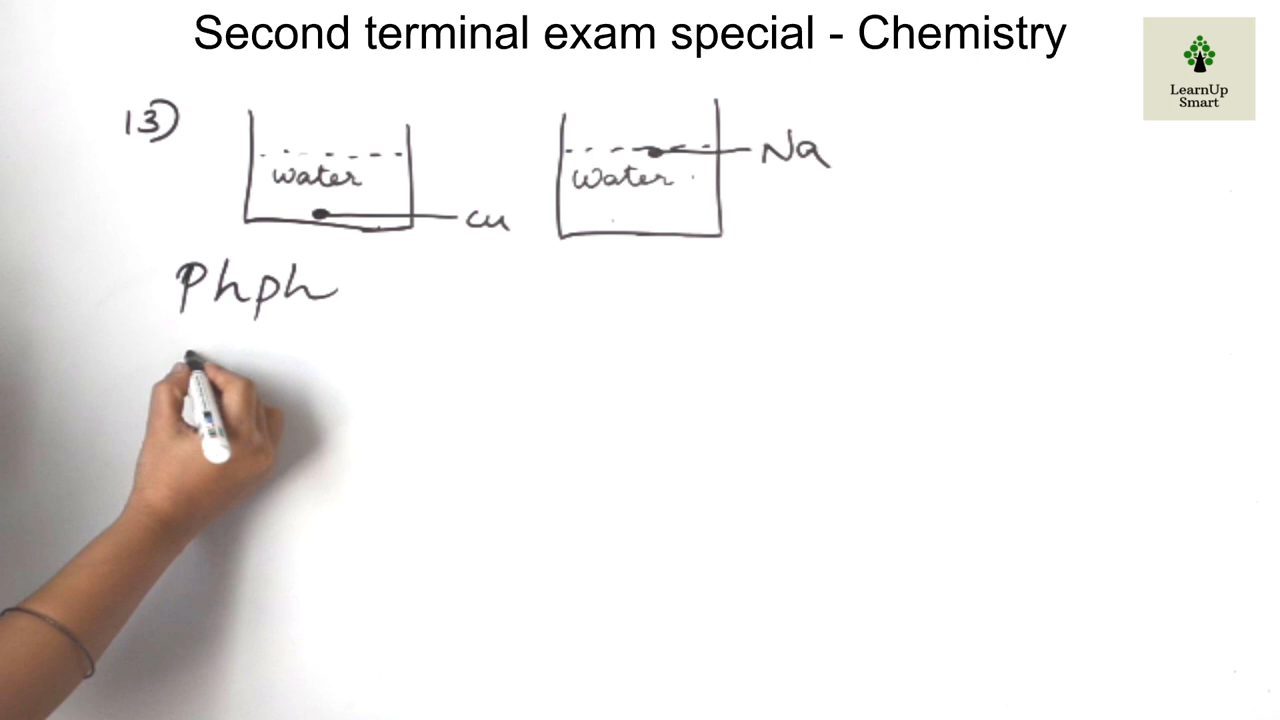 Second terminal exam special - Chemistry
LearnUp
Smart
13)
water
Cu
water
Na
Phph